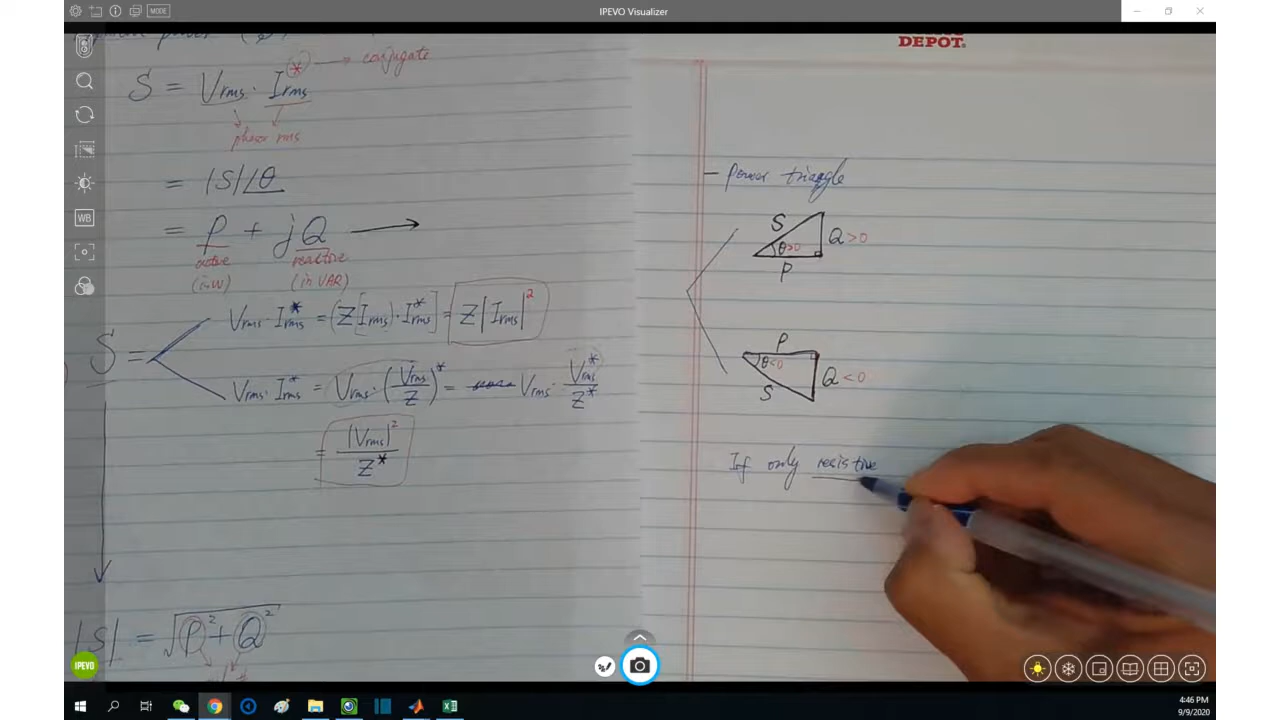 IPEVO Visualizer
MODE
DEPOT.
S = Vrms · Irms* → conjugate
phasor rms
= |S|∠θ
= P + jQ →
active reactive
(in W) (in VAR)
S =
Vrms · Irms* = (Z[Irms) · Irms*] = Z|Irms|²
Vrms · Irms* = Vrms · (Vrms/Z)* = Vrms · Vrms*/Z*
= |Vrms|²/Z*
|S| = √P² + Q²
WB
IPEVO
– Power triangle
S θ>0 Q >0
P
P
θ<0 Q <0
S
If only resistive
4:46 PM
9/9/2020